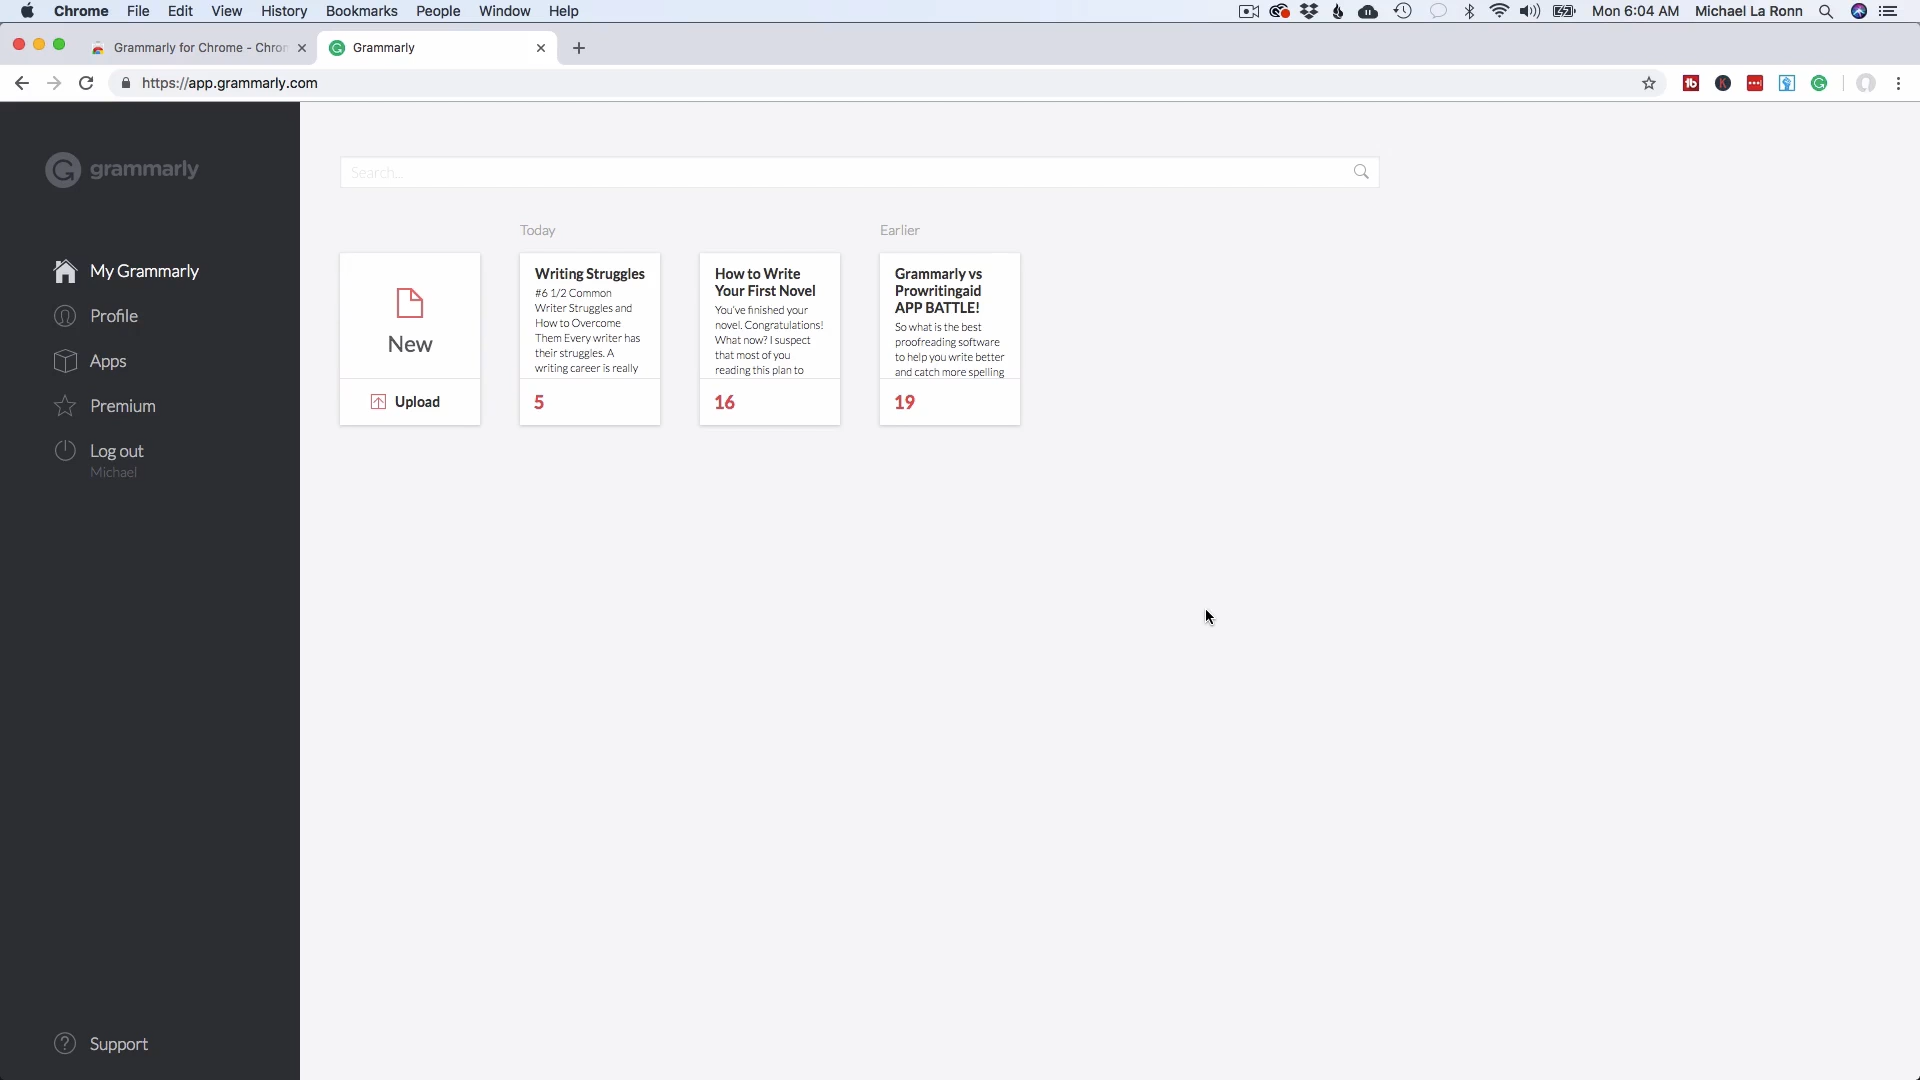 Chrome File Edit View History Bookmarks People Window Help Mon 6:04 AM Michael La Ronn
Grammarly for Chrome - Chron
Grammarly
https://app.grammarly.com
grammarly
My Grammarly
Profile
Apps
Premium
Log out
Michael
Support
Search...
Today
Earlier
New
Upload
Writing Struggles
#6 1/2 Common
Writer Struggles and
How to Overcome
Them Every writer has
their struggles. A
writing career is really
5
How to Write
Your First Novel
You've finished your
novel. Congratulations!
What now? I suspect
that most of you
reading this plan to
16
Grammarly vs
Prowritingaid
APP BATTLE!
So what is the best
proofreading software
to help you write better
and catch more spelling
19